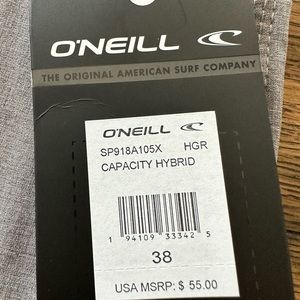 O'NEILL
THE ORIGINAL AMERICAN SURF COMPANY
O'NEILL
SP918A105X HGR
CAPACITY HYBRID
1 94109 33342 5
38
USA MSRP: $ 55.00